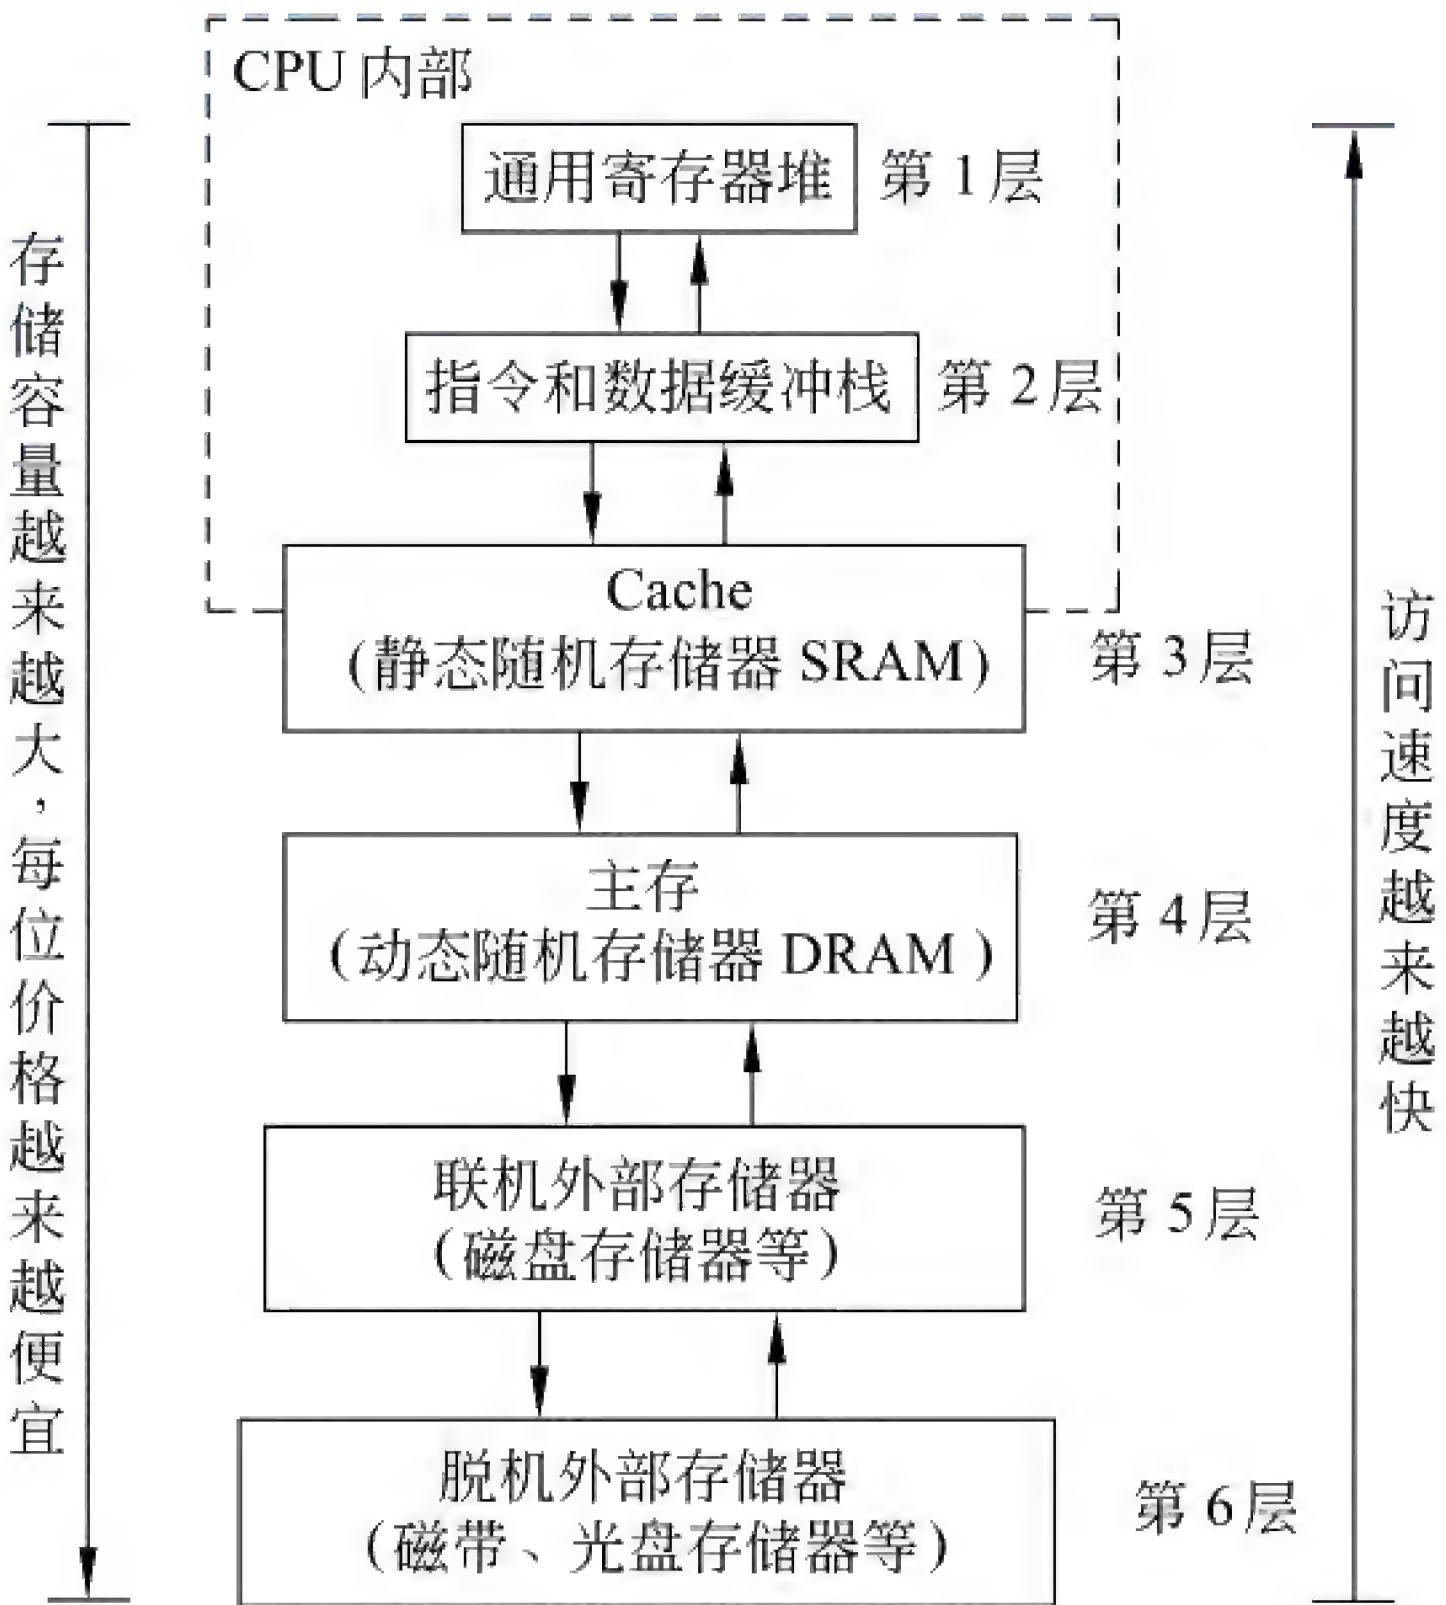 CPU 内部
通用寄存器堆
第 1 层
指令和数据缓冲栈
第 2 层
Cache
(静态随机存储器 SRAM)
第 3 层
主存
(动态随机存储器 DRAM )
第 4 层
联机外部存储器
(磁盘存储器等)
第 5 层
脱机外部存储器
(磁带、光盘存储器等)
第 6 层
存储容量越来越大,每位价格越来越便宜
访问速度越来越快